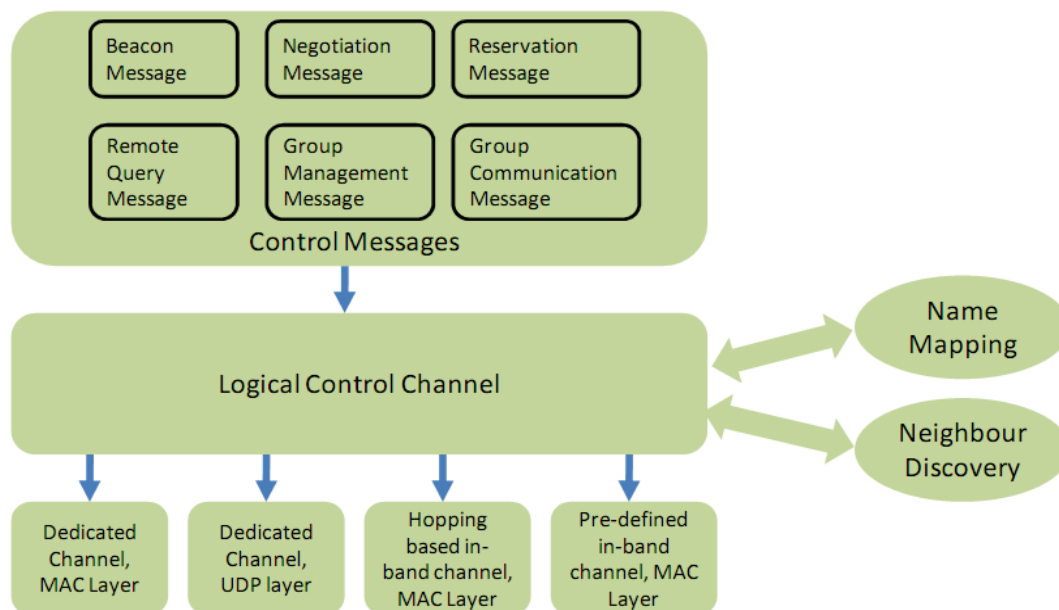 Beacon
Message
Negotiation
Message
Reservation
Message
Remote
Query
Message
Group
Management
Message
Group
Communication
Message
Control Messages
Logical Control Channel
Name
Mapping
Neighbour
Discovery
Dedicated
Channel,
MAC Layer
Dedicated
Channel,
UDP layer
Hopping
based in-
band channel,
MAC Layer
Pre-defined
in-band
channel, MAC
Layer